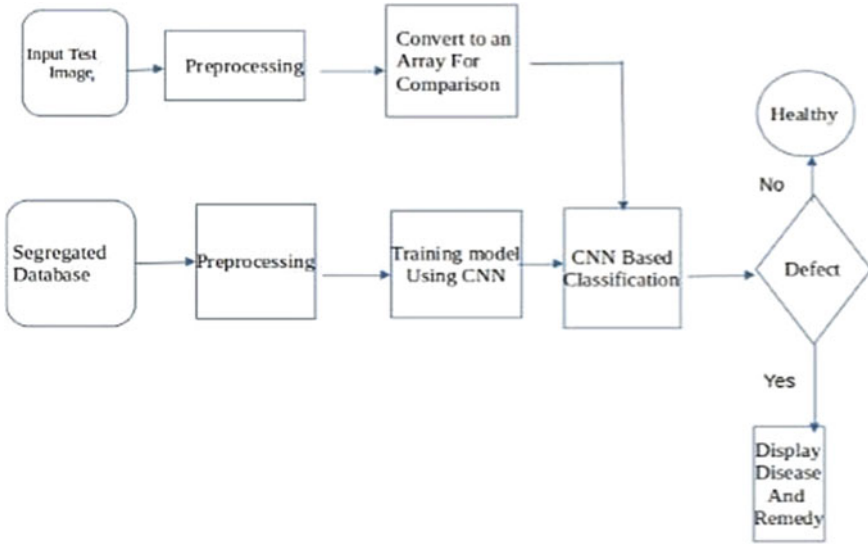 Input Test
Image,
Preprocessing
Convert to an
Array For
Comparison
Healthy
No
Segregated
Database
Preprocessing
Training model
Using CNN
CNN Based
Classification
Defect
Yes
Display
Disease
And
Remedy